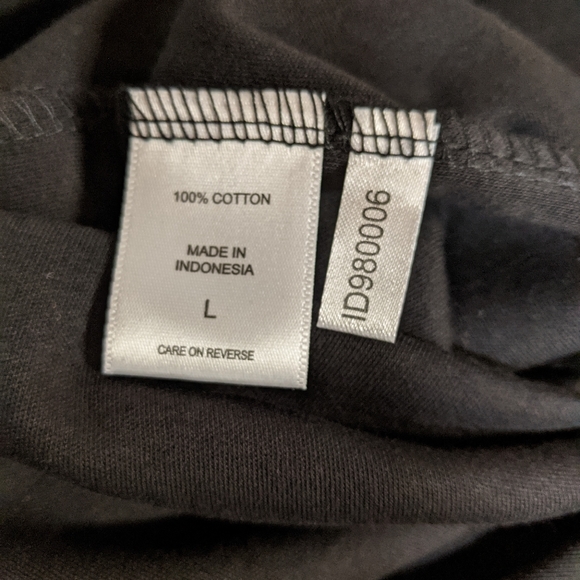 100% COTTON
MADE IN
INDONESIA
L
CARE ON REVERSE
ID980006